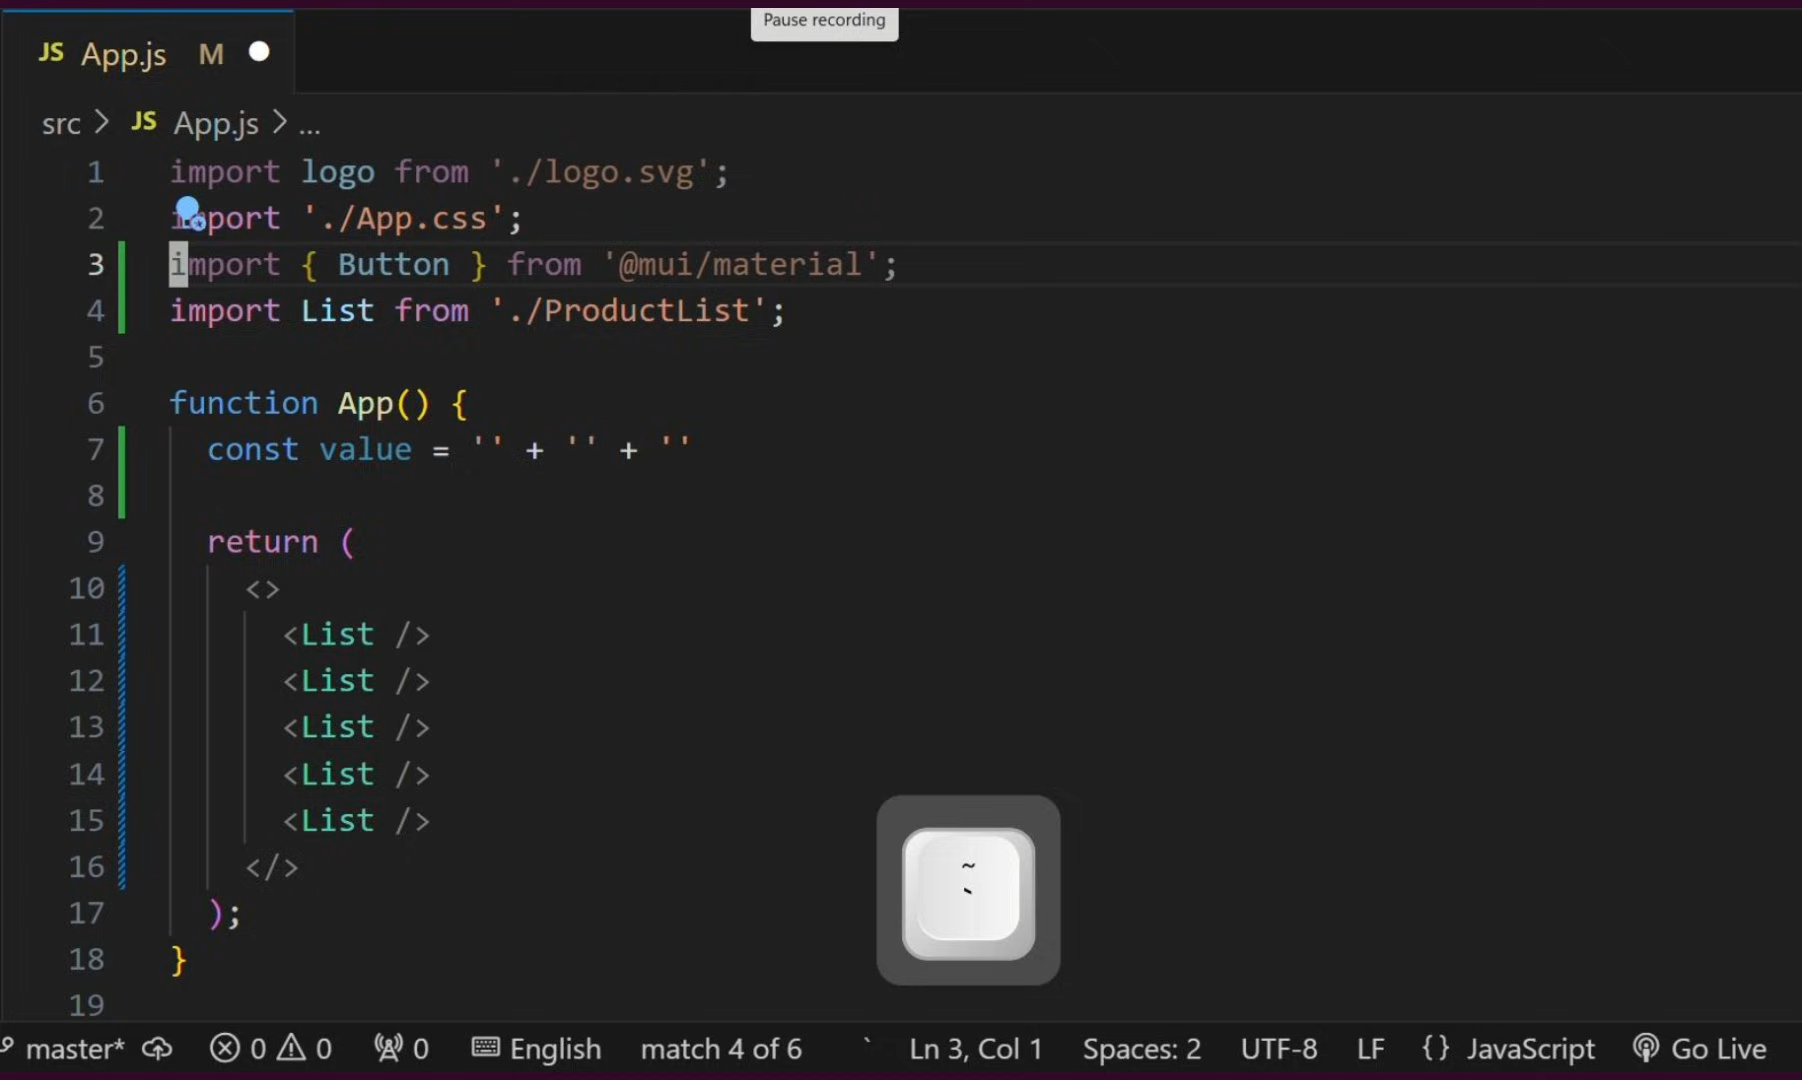 Pause recording
JS App.js M
src > JS App.js > ...
1 import logo from './logo.svg';
2 import './App.css';
3 import { Button } from '@mui/material';
4 import List from './ProductList';
5
6 function App() {
7 const value = '' + '' + ''
8
9 return (
10 <>
11 <List />
12 <List />
13 <List />
14 <List />
15 <List />
16 </>
17 );
18 }
19
~
`
master* 0 0 0 English match 4 of 6 ` Ln 3, Col 1 Spaces: 2 UTF-8 LF {} JavaScript Go Live